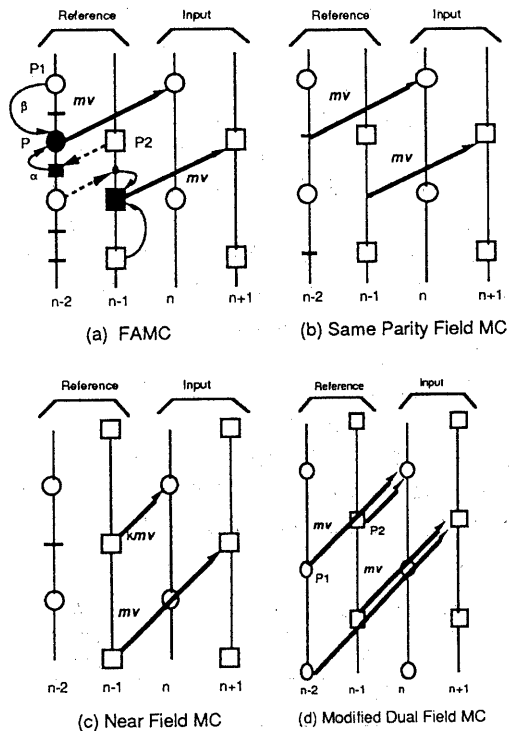 Reference Input
P1
β
mv
P
P2
α
mv
n-2 n-1 n n+1
(a) FAMC
Reference Input
mv
mv
n-2 n-1 n n+1
(b) Same Parity Field MC
Reference Input
κmv
mv
n-2 n-1 n n+1
(c) Near Field MC
Reference Input
mv
P2
P1
mv
n-2 n-1 n n+1
(d) Modified Dual Field MC